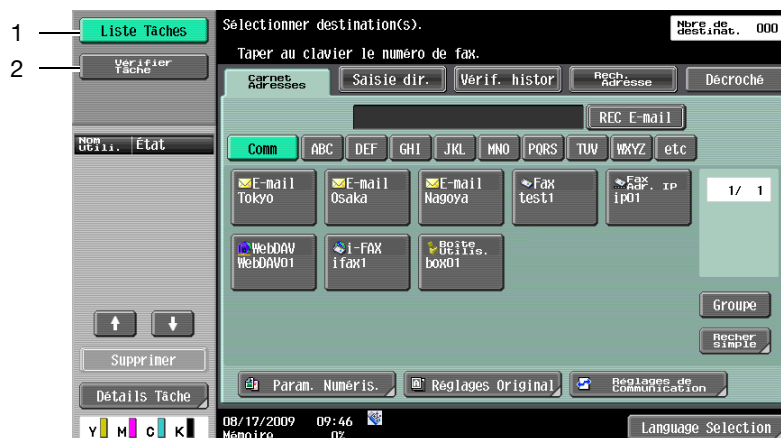 1
Liste Tâches
2
Vérifier
Tâche
Nom
Utili.
État
Supprimer
Détails Tâche
Y M C K
Sélectionner destination(s).
Nbre de
destinat. 000
Taper au clavier le numéro de fax.
Carnet
Adresses
Saisie dir.
Vérif. histor
Rech.
Adresse
Décroché
REC E-mail
Comm ABC DEF GHI JKL MNO PQRS TUV WXYZ etc
E-mail
Tokyo
E-mail
Osaka
E-mail
Nagoya
Fax
test1
Fax
Adr. IP
ip01
1/ 1
WebDAV
WebDAV01
i-FAX
ifax1
Boîte
Utilis.
box01
Groupe
Recher
simple
Param. Numéris.
Réglages Original
Réglages de
Communication
08/17/2009 09:46
Mémoire 0%
Language Selection